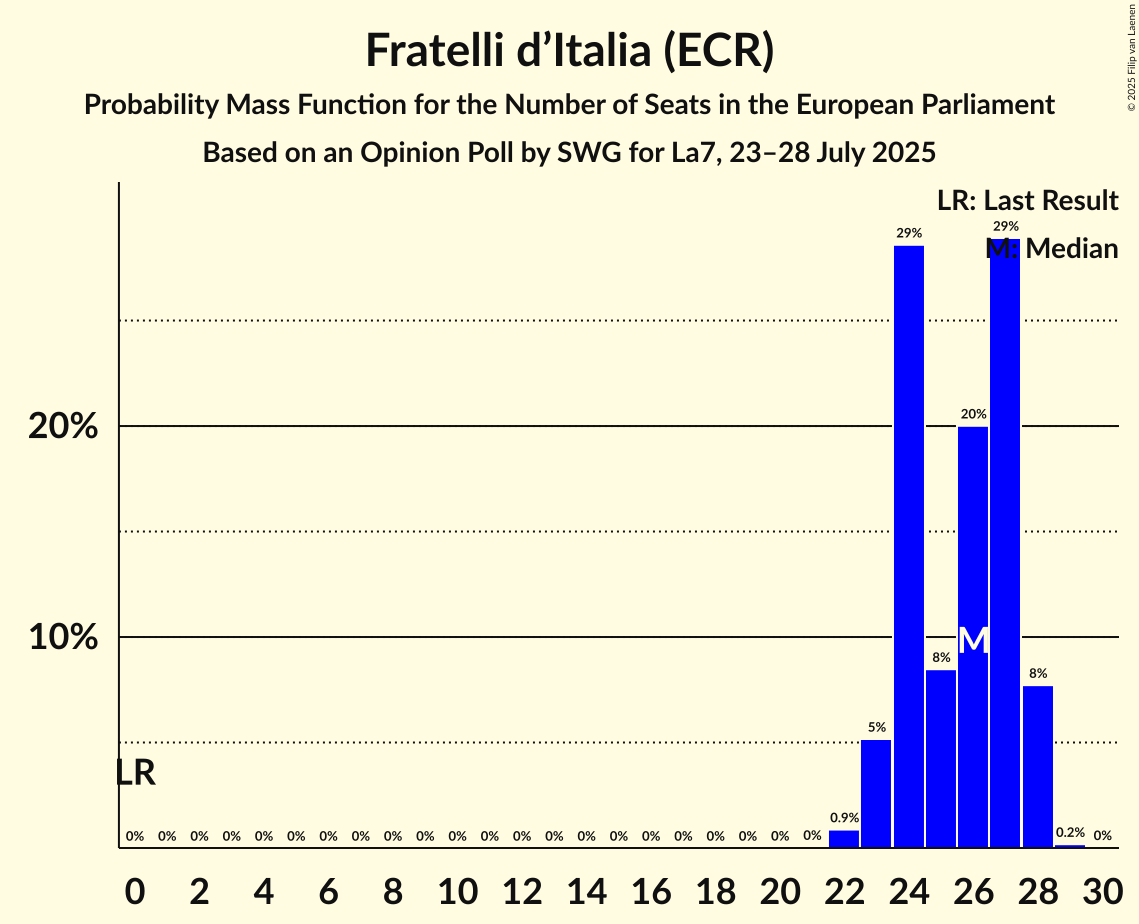 Fratelli d’Italia (ECR)
Probability Mass Function for the Number of Seats in the European Parliament
Based on an Opinion Poll by SWG for La7, 23–28 July 2025
© 2025 Filip van Laenen
LR: Last Result
M: Median
29%
29%
20%
20%
10%
M
8%
8%
5%
LR
0% 0% 0% 0% 0% 0% 0% 0% 0% 0% 0% 0% 0% 0% 0% 0% 0% 0% 0% 0% 0% 0% 0.9% 0.2% 0%
0 2 4 6 8 10 12 14 16 18 20 22 24 26 28 30